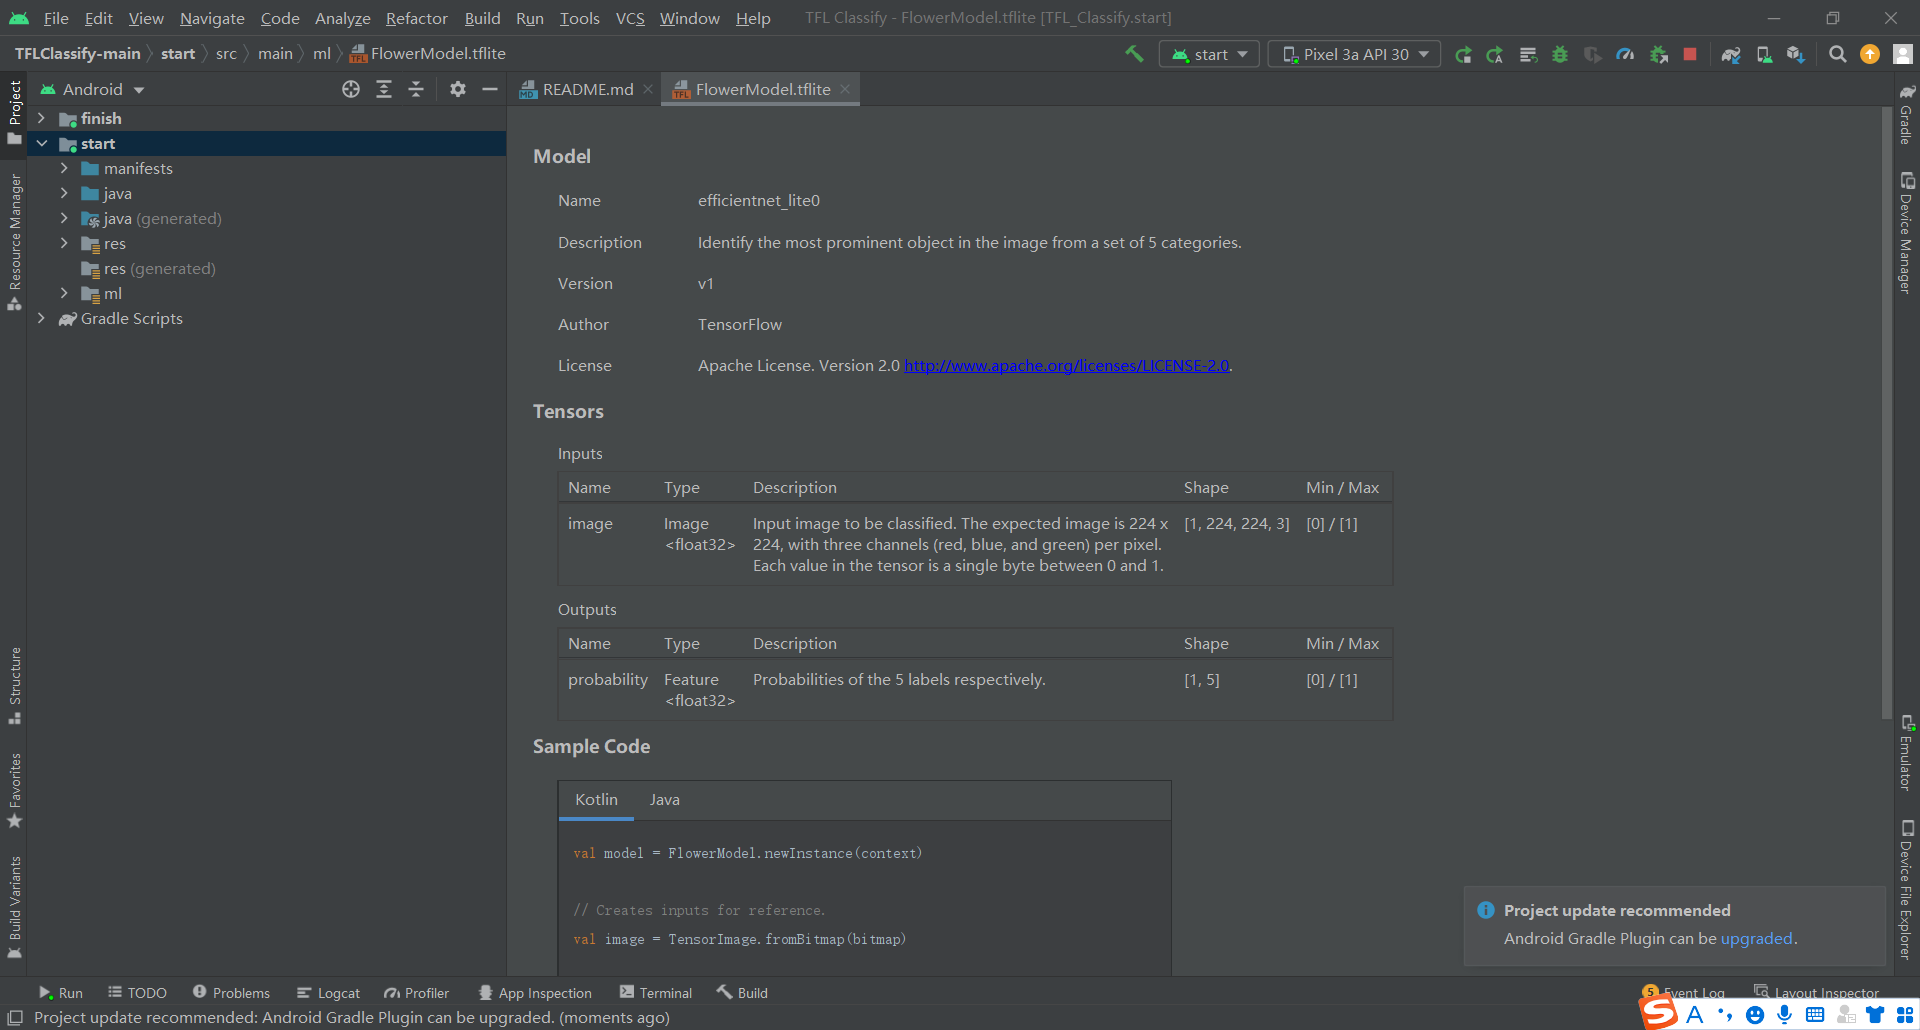 File Edit View Navigate Code Analyze Refactor Build Run Tools VCS Window Help TFL Classify - FlowerModel.tflite [TFL_Classify.start]
TFLClassify-main start src main ml FlowerModel.tflite start Pixel 3a API 30
Android README.md FlowerModel.tflite
Project
Resource Manager
Structure
Favorites
Build Variants
finish
start
manifests
java
java (generated)
res
res (generated)
ml
Gradle Scripts
Model
Name efficientnet_lite0
Description Identify the most prominent object in the image from a set of 5 categories.
Version v1
Author TensorFlow
License Apache License. Version 2.0 http://www.apache.org/licenses/LICENSE-2.0.
Tensors
Inputs
Name Type Description Shape Min / Max
image Image Input image to be classified. The expected image is 224 x [1, 224, 224, 3] [0] / [1]
<float32> 224, with three channels (red, blue, and green) per pixel.
Each value in the tensor is a single byte between 0 and 1.
Outputs
Name Type Description Shape Min / Max
probability Feature Probabilities of the 5 labels respectively. [1, 5] [0] / [1]
<float32>
Sample Code
Kotlin Java
val model = FlowerModel.newInstance(context)
// Creates inputs for reference.
val image = TensorImage.fromBitmap(bitmap)
Gradle
Device Manager
Emulator
Device File Explorer
Project update recommended
Android Gradle Plugin can be upgraded.
Run TODO Problems Logcat Profiler App Inspection Terminal Build 5 Event Log Layout Inspector
Project update recommended: Android Gradle Plugin can be upgraded. (moments ago)